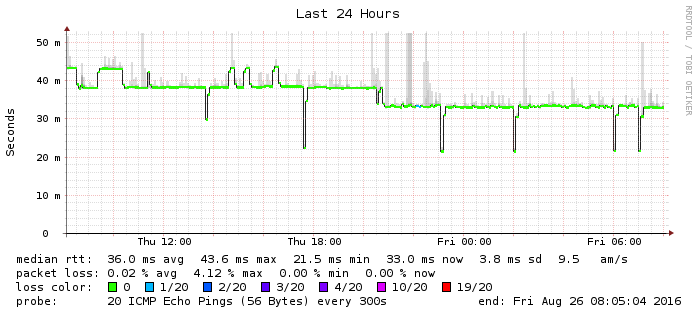 Last 24 Hours
RRDTOOL / TOBI OETIKER
Seconds
50 m
40 m
30 m
20 m
10 m
0
Thu 12:00 Thu 18:00 Fri 00:00 Fri 06:00
median rtt: 36.0 ms avg 43.6 ms max 21.5 ms min 33.0 ms now 3.8 ms sd 9.5 am/s
packet loss: 0.02 % avg 4.12 % max 0.00 % min 0.00 % now
loss color: 0 1/20 2/20 3/20 4/20 10/20 19/20
probe: 20 ICMP Echo Pings (56 Bytes) every 300s end: Fri Aug 26 08:05:04 2016